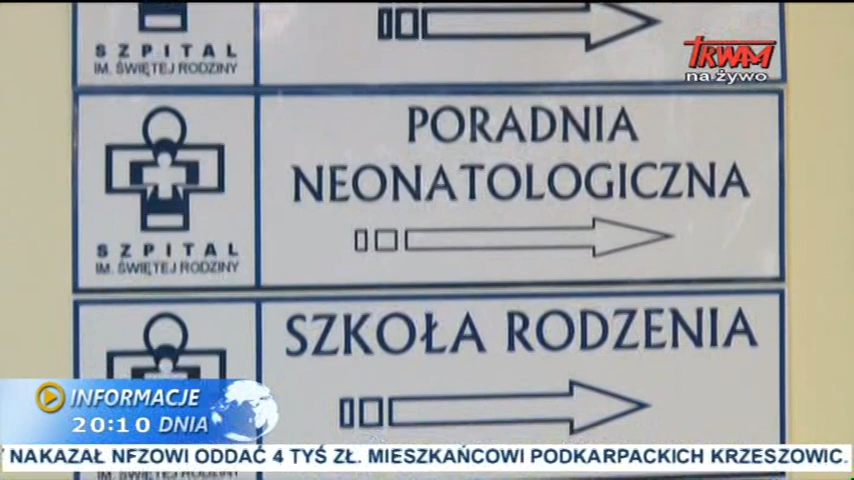 SZPITAL
IM. ŚWIĘTEJ RODZINY
TRWAM
na żywo
PORADNIA
NEONATOLOGICZNA
SZPITAL
IM. ŚWIĘTEJ RODZINY
SZKOŁA RODZENIA
INFORMACJE
20:10 DNIA
NAKAZAŁ NFZOWI ODDAĆ 4 TYŚ ZŁ. MIESZKAŃCOWI PODKARPACKICH KRZESZOWIC.